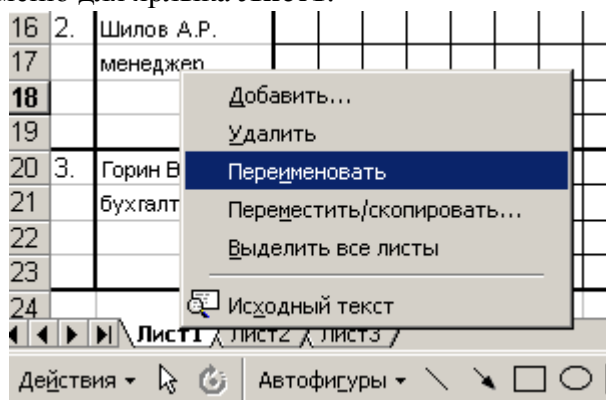 16 2. Шилов А.Р.
17 менеджер
18 Добавить...
19 Удалить
20 3. Горин В Переименовать
21 бухгалт Переместить/скопировать...
22 Выделить все листы
23
24 Исходный текст
Лист1 Лист2 Лист3
Действия Автофигуры